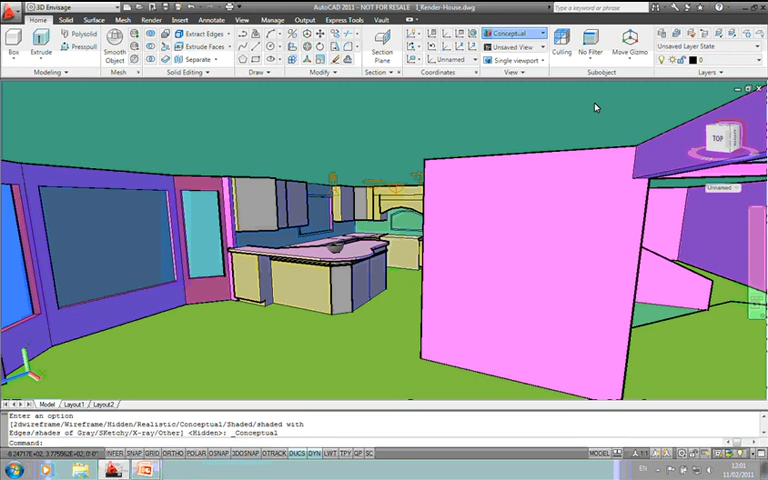 3D Envisage
AutoCAD 2011 - NOT FOR RESALE 1_Render-House.dwg
Type a keyword or phrase
Home Solid Surface Mesh Render Insert Annotate View Manage Output Express Tools Vault
Box Extrude Polysolid Presspull
Smooth Object
Extract Edges
Extrude Faces
Separate
Section Plane
Unnamed
Conceptual
Unsaved View
Single viewport
Culling No Filter Move Gizmo
Unsaved Layer State
0
Modeling Mesh Solid Editing Draw Modify Section Coordinates View Subobject Layers
TOP
Unnamed
Model Layout1 Layout2
Enter an option
[2dwireframe/Wireframe/Hidden/Realistic/Conceptual/Shaded/shaded with
Edges/shades of Gray/SKetchy/X-ray/Other] <Hidden>: _Conceptual
Command:
INFER SNAP GRID ORTHO POLAR OSNAP 3DOSNAP OTRACK DUCS DYN LWT TPY QP SC MODEL 1:1
EN 12:01
11/02/2011